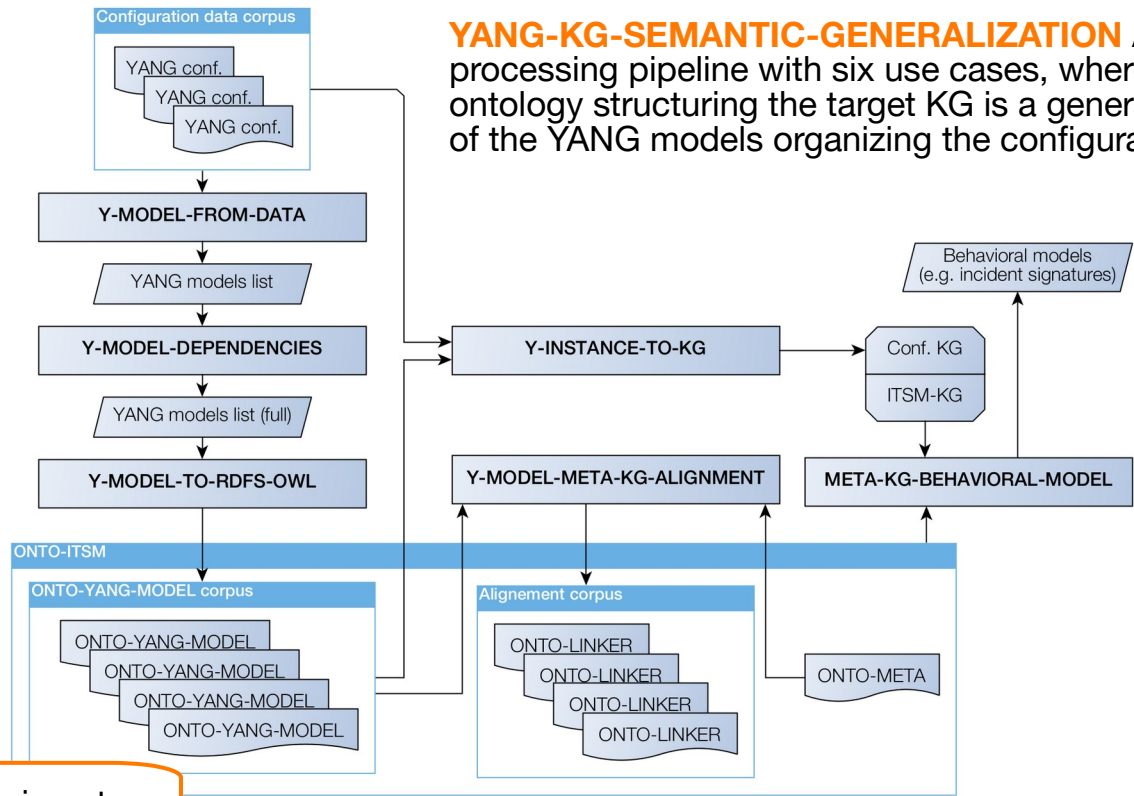 Configuration data corpus
YANG conf.
YANG conf.
YANG conf.
YANG-KG-SEMANTIC-GENERALIZATION
processing pipeline with six use cases, wher
ontology structuring the target KG is a gener
of the YANG models organizing the configura
Y-MODEL-FROM-DATA
YANG models list
Y-MODEL-DEPENDENCIES
YANG models list (full)
Y-MODEL-TO-RDFS-OWL
Y-INSTANCE-TO-KG
Behavioral models
(e.g. incident signatures)
Conf. KG
ITSM-KG
Y-MODEL-META-KG-ALIGNMENT
META-KG-BEHAVIORAL-MODEL
ONTO-ITSM
ONTO-YANG-MODEL corpus
ONTO-YANG-MODEL
ONTO-YANG-MODEL
ONTO-YANG-MODEL
ONTO-YANG-MODEL
Alignement corpus
ONTO-LINKER
ONTO-LINKER
ONTO-LINKER
ONTO-LINKER
ONTO-META